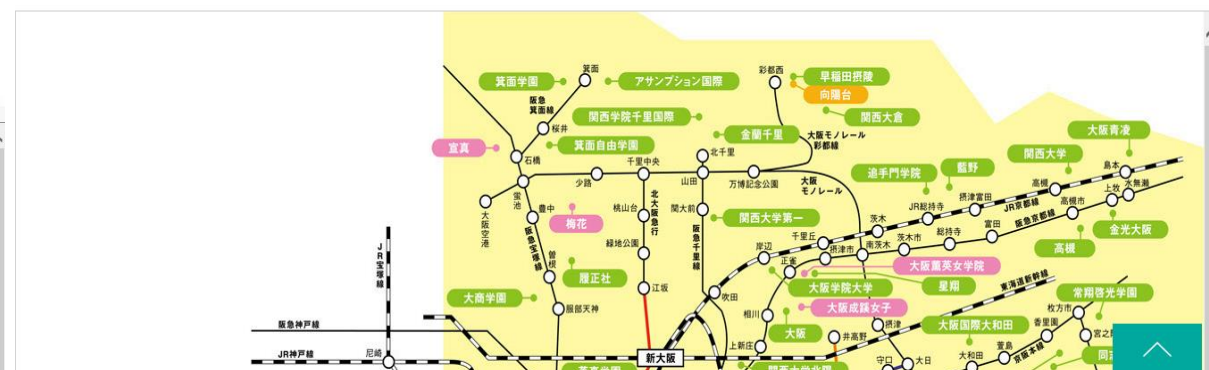 箕面学園
箕面
アサンプション国際
彩都西
早稲田摂陵
向陽台
阪急
箕面線
関西学院千里国際
関西大倉
桜井
金蘭千里
大阪モノレール
彩都線
大阪青凌
宣真
箕面自由学園
石橋
千里中央
北千里
関西大学
島本
少路
山田
万博記念公園
大阪
モノレール
追手門学院
藍野
高槻
上牧
水無瀬
蛍池
大阪空港
豊中
梅花
桃山台
北大阪急行
関大前
関西大学第一
JR総持寺
摂津富田
JR京都線
高槻市
阪急京都線
金光大阪
茨木
千里丘
総持寺
富田
高槻
阪急宝塚線
阪急千里線
緑地公園
岸辺
摂津市
南茨木
茨木市
JR宝塚線
曽根
履正社
正雀
大阪薫英女学院
大阪学院大学
星翔
東海道新幹線
大商学園
服部天神
江坂
吹田
大阪成蹊女子
常翔啓光学園
枚方市
阪急神戸線
相川
大阪
摂津
大阪国際大和田
香里園
井高野
上新庄
JR神戸線
尼崎
新大阪
守口
大日
大和田
萱島
京阪本線